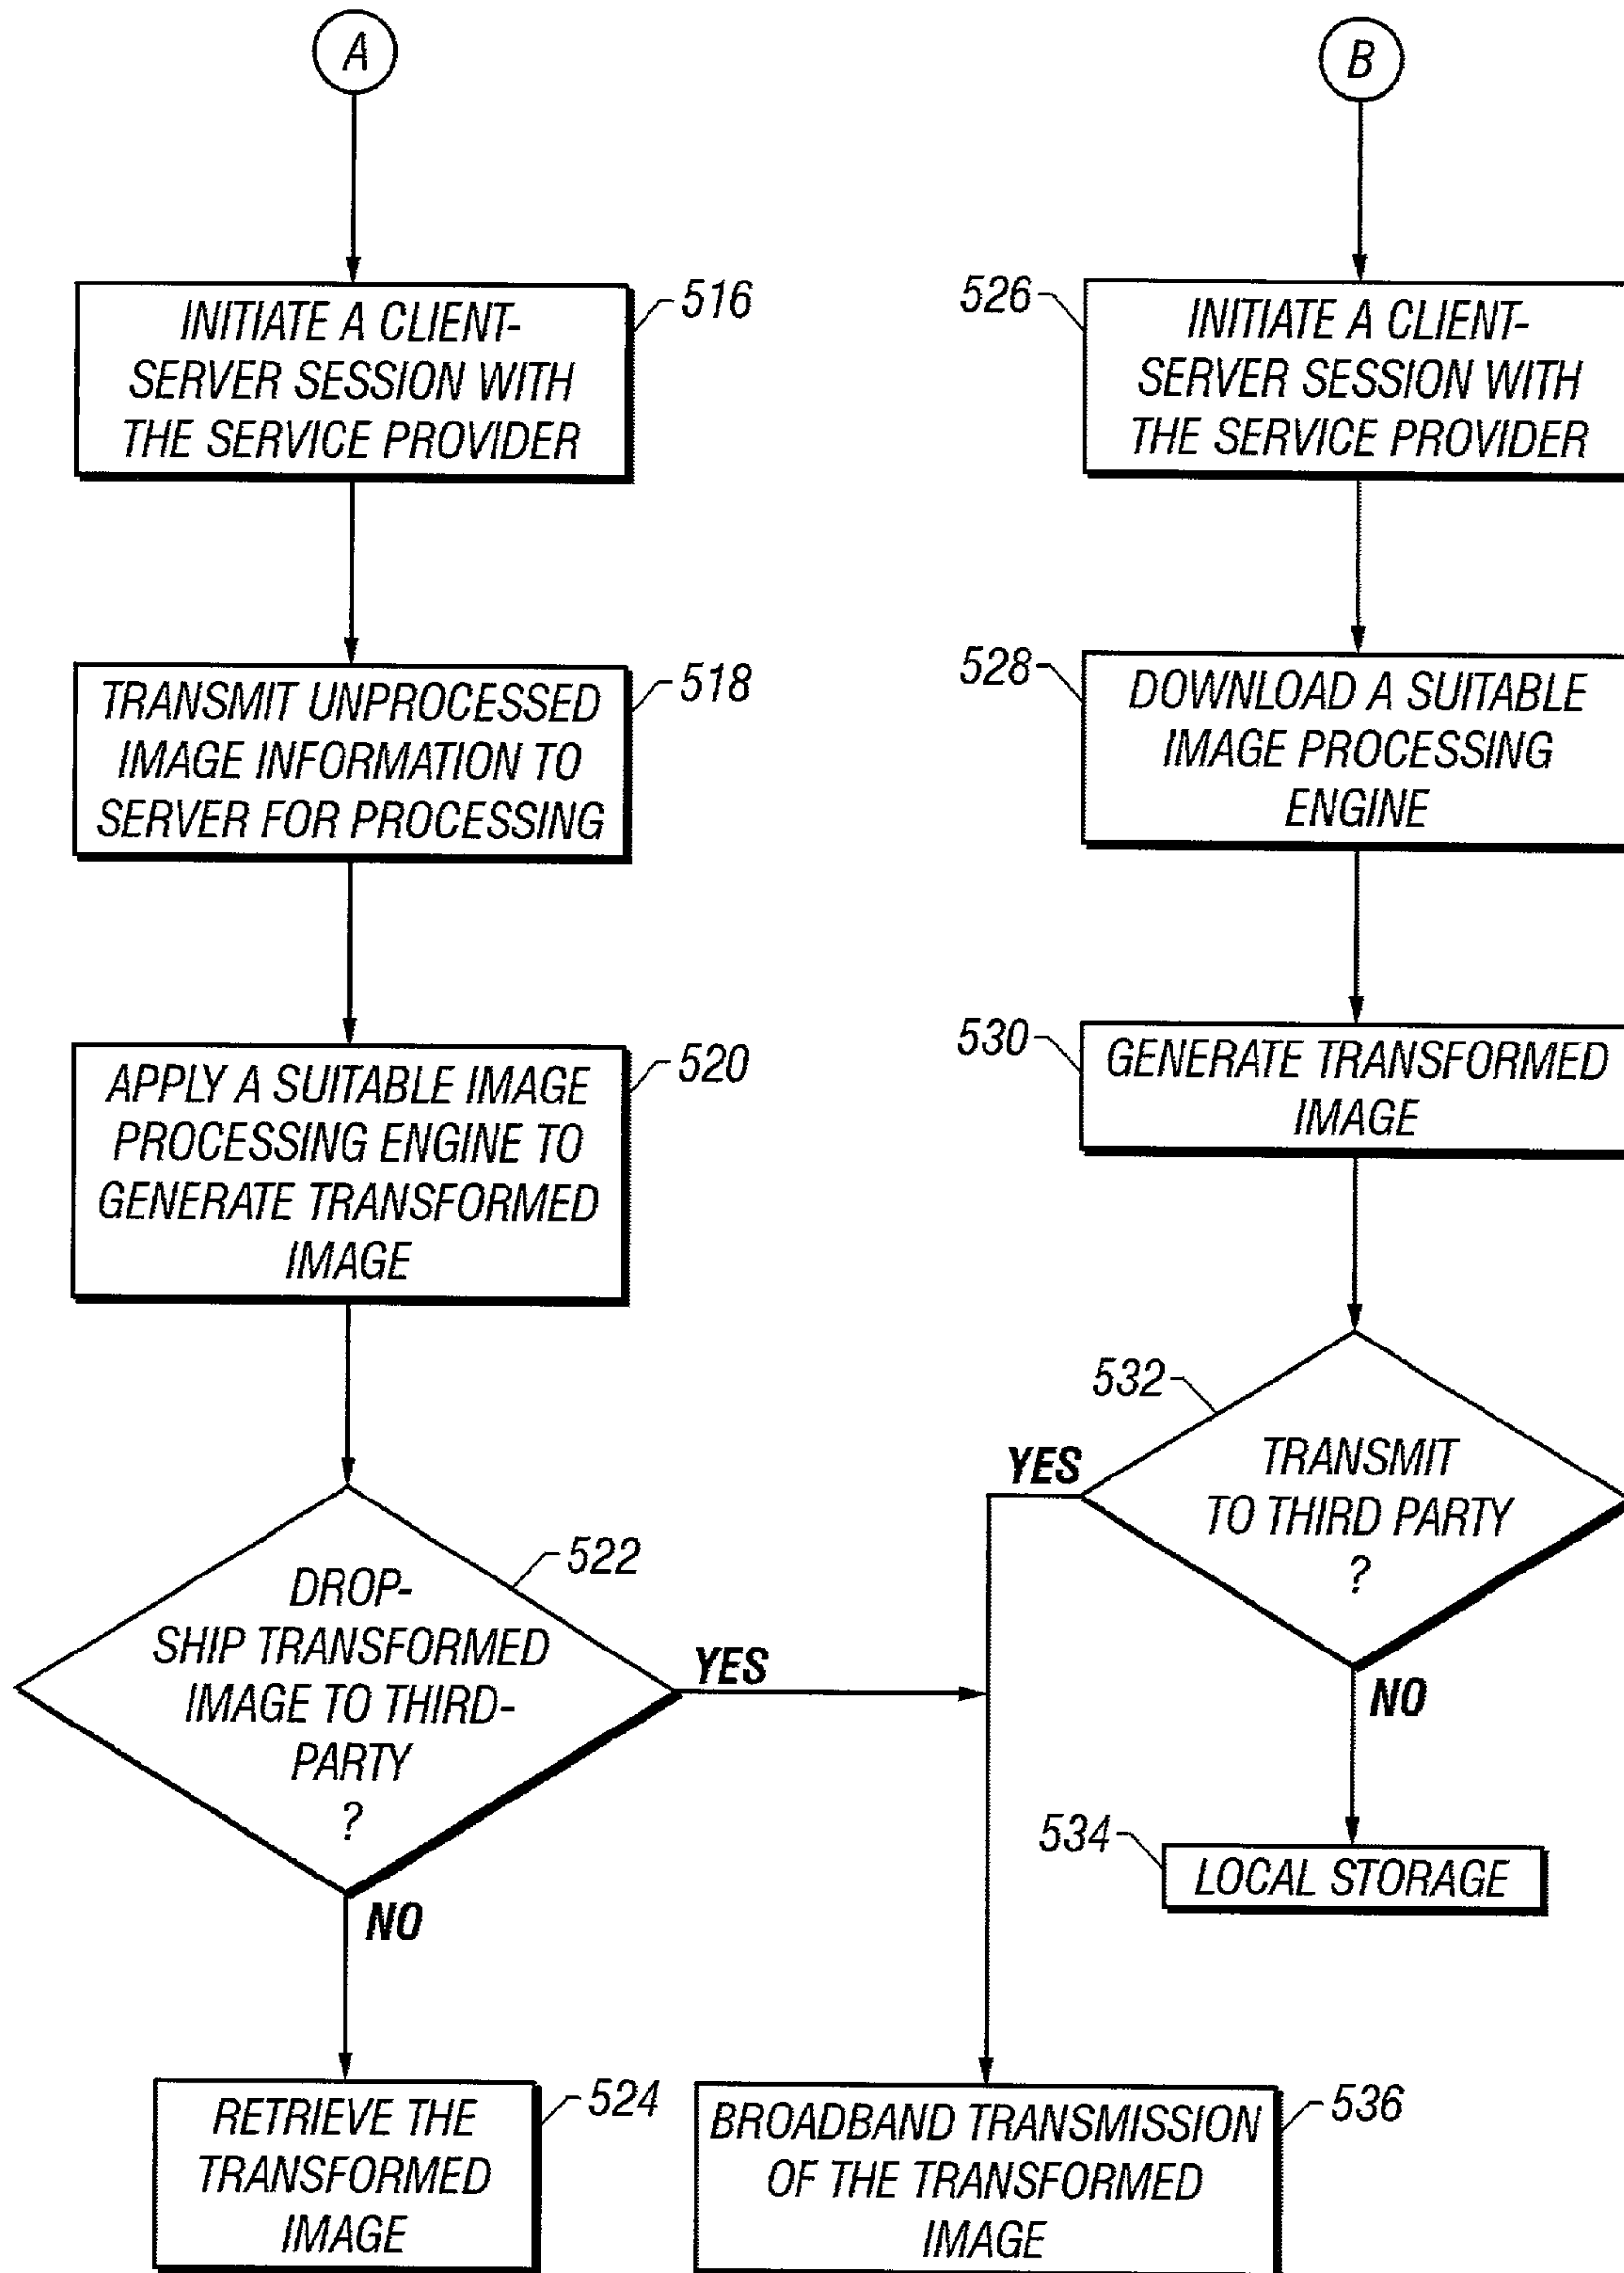 A
INITIATE A CLIENT-
SERVER SESSION WITH
THE SERVICE PROVIDER
516
TRANSMIT UNPROCESSED
IMAGE INFORMATION TO
SERVER FOR PROCESSING
518
APPLY A SUITABLE IMAGE
PROCESSING ENGINE TO
GENERATE TRANSFORMED
IMAGE
520
DROP-
SHIP TRANSFORMED
IMAGE TO THIRD-
PARTY
?
522
YES
NO
RETRIEVE THE
TRANSFORMED
IMAGE
524
B
526
INITIATE A CLIENT-
SERVER SESSION WITH
THE SERVICE PROVIDER
528
DOWNLOAD A SUITABLE
IMAGE PROCESSING
ENGINE
530
GENERATE TRANSFORMED
IMAGE
532
TRANSMIT
TO THIRD PARTY
?
YES
NO
534
LOCAL STORAGE
BROADBAND TRANSMISSION
OF THE TRANSFORMED
IMAGE
536